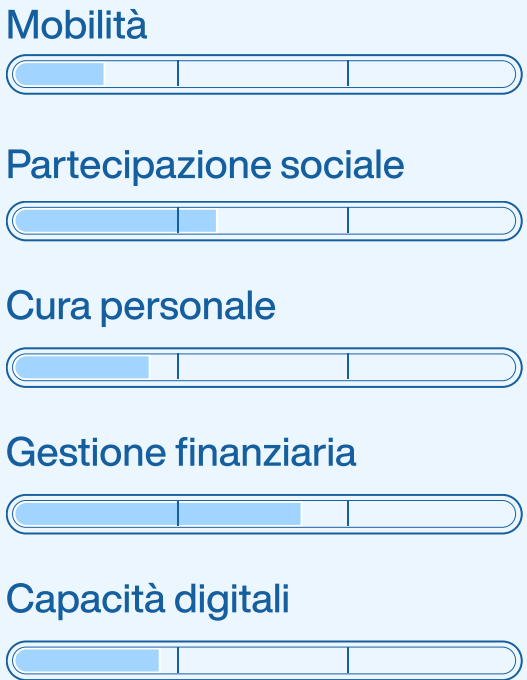 Mobilità
Partecipazione sociale
Cura personale
Gestione finanziaria
Capacità digitali